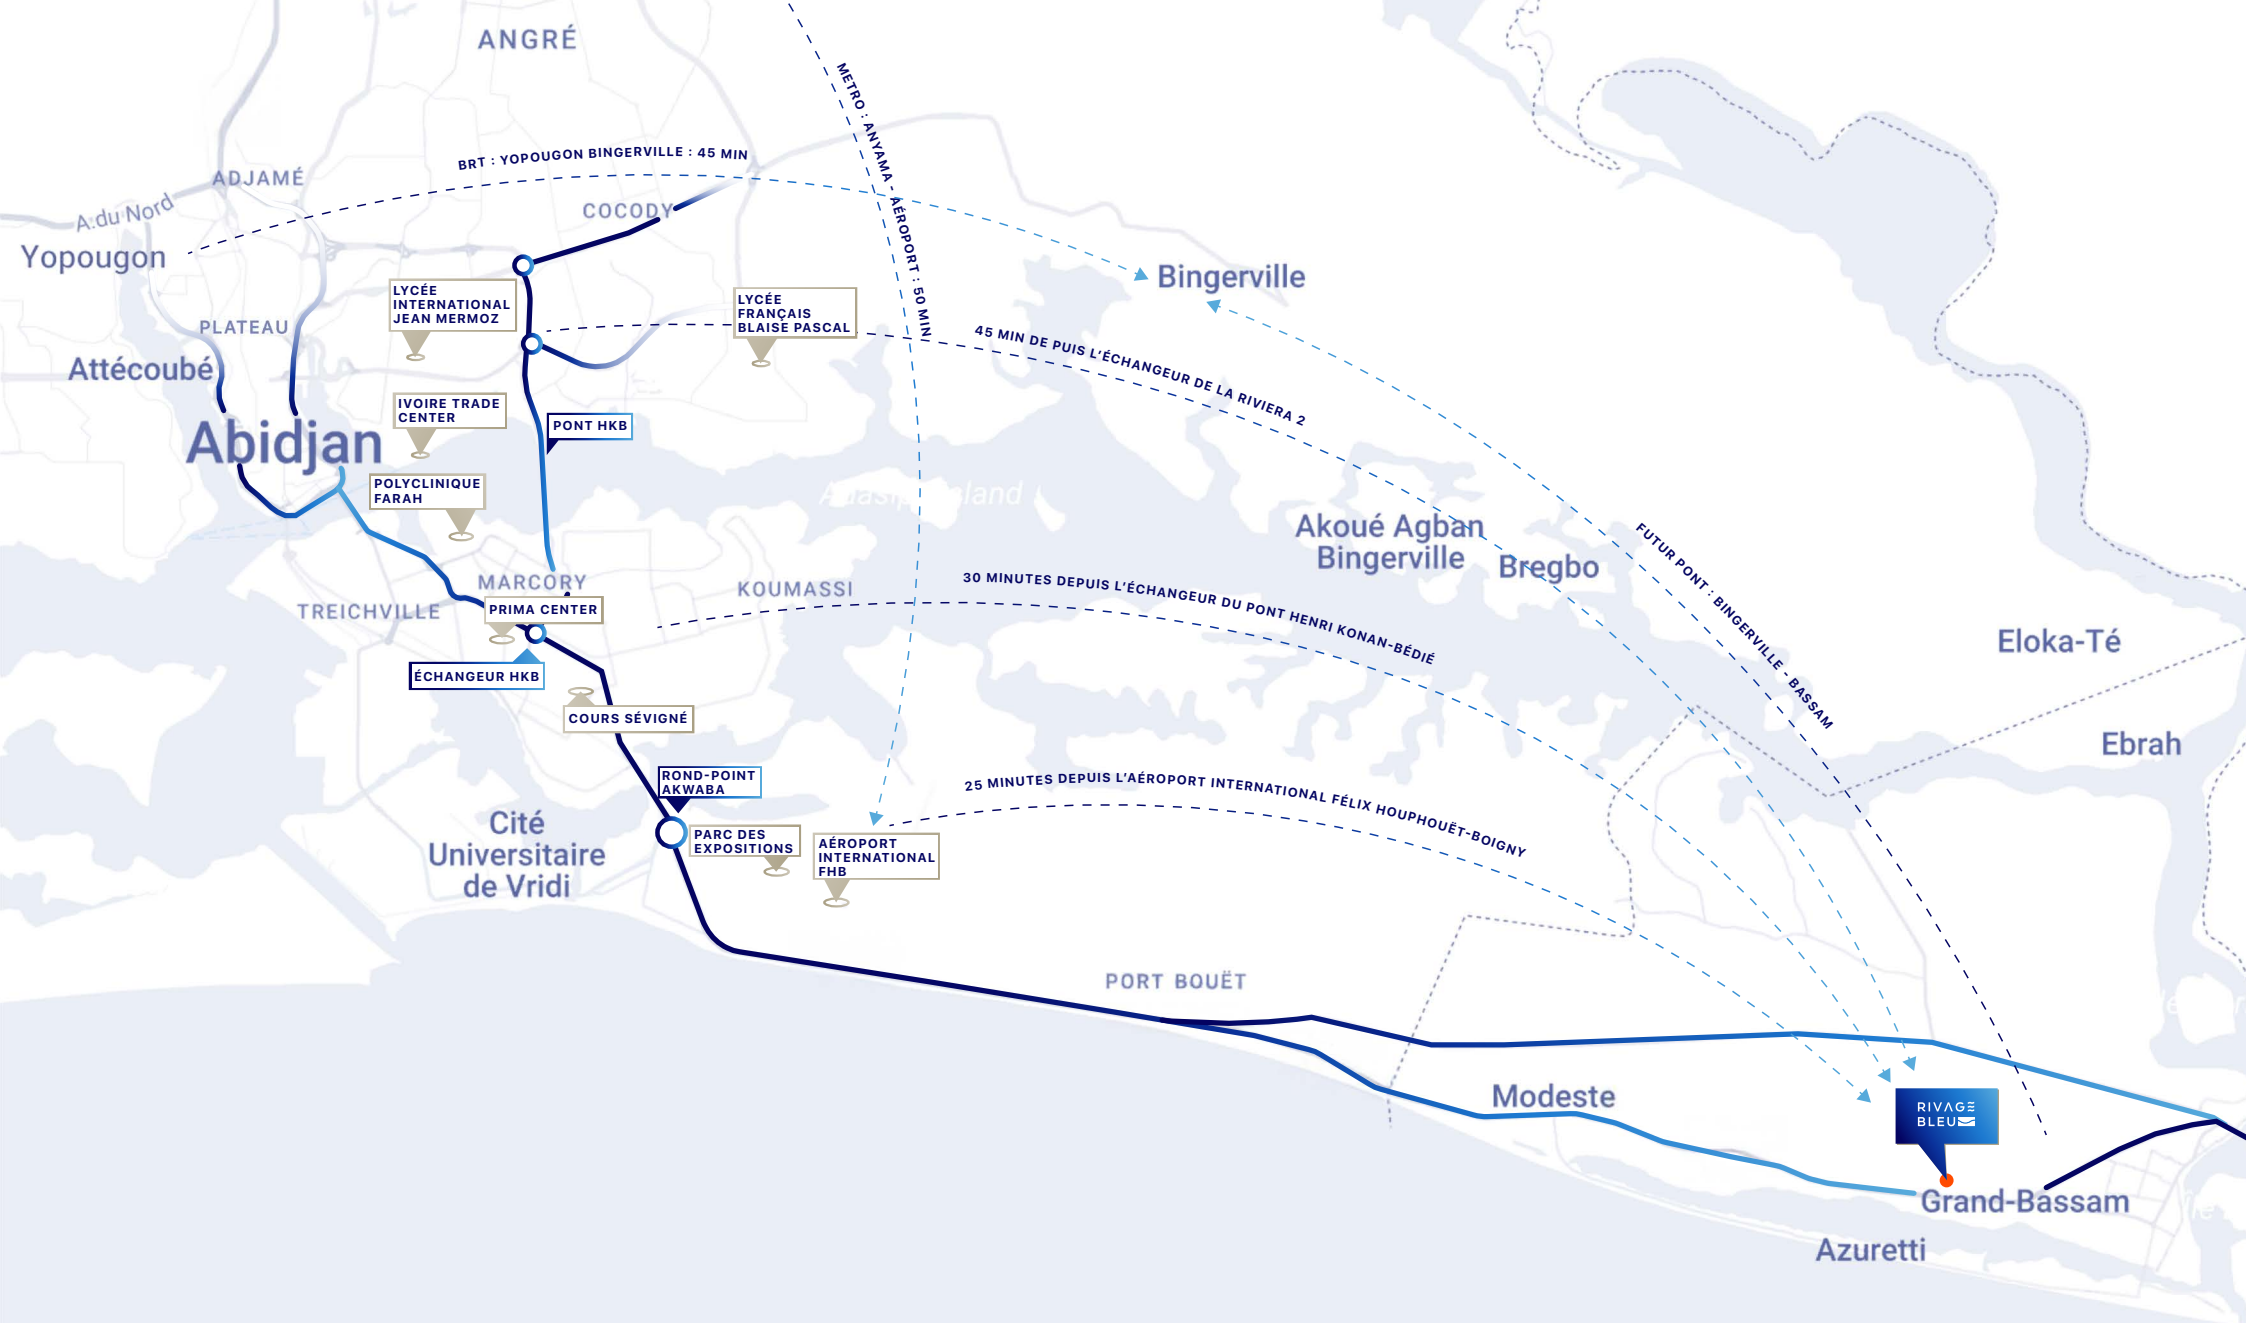 ANGRÉ
METRO : ANYAMA - AÉROPORT : 50 MIN
BRT : YOPOUGON BINGERVILLE : 45 MIN
ADJAMÉ
A.du Nord
COCODY
Yopougon
Bingerville
LYCÉE
INTERNATIONAL
JEAN MERMOZ
LYCÉE
FRANÇAIS
BLAISE PASCAL
PLATEAU
45 MIN DE PUIS L'ÉCHANGEUR DE LA RIVIERA 2
Attécoubé
IVOIRE TRADE
CENTER
PONT HKB
Abidjan
POLYCLINIQUE
FARAH
Island
Akoué Agban
Bingerville
Bregbo
FUTUR PONT : BINGERVILLE - BASSAM
MARCORY
KOUMASSI
30 MINUTES DEPUIS L'ÉCHANGEUR DU PONT HENRI KONAN-BÉDIÉ
TREICHVILLE
PRIMA CENTER
Eloka-Té
ÉCHANGEUR HKB
COURS SÉVIGNÉ
Ebrah
ROND-POINT
AKWABA
25 MINUTES DEPUIS L'AÉROPORT INTERNATIONAL FÉLIX HOUPHOUËT-BOIGNY
Cité
Universitaire
de Vridi
PARC DES
EXPOSITIONS
AÉROPORT
INTERNATIONAL
FHB
PORT BOUËT
Modeste
RIVAGE
BLEU
Grand-Bassam
Azuretti